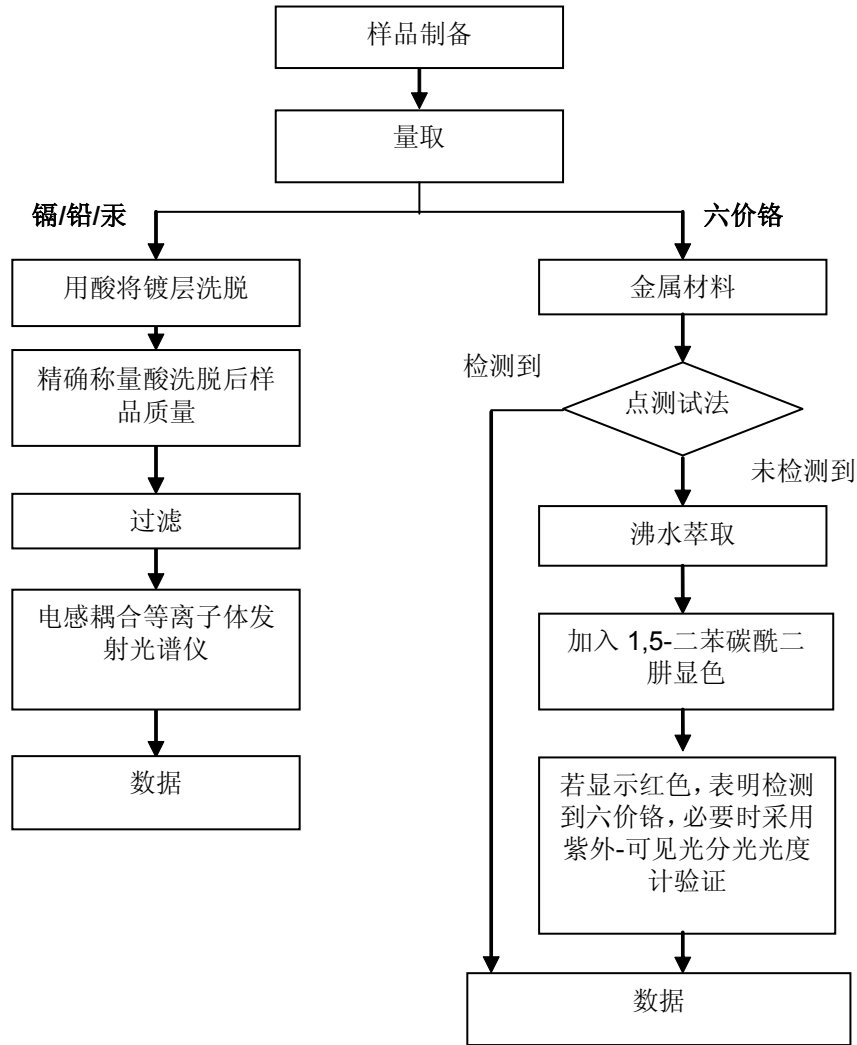 样品制备
量取
镉/铅/汞
用酸将镀层洗脱
精确称量酸洗脱后样
品质量
过滤
电感耦合等离子体发
射光谱仪
数据
六价铬
金属材料
检测到
点测试法
未检测到
沸水萃取
加入 1,5-二苯碳酰二
肼显色
若显示红色，表明检测
到六价铬，必要时采用
紫外-可见光分光光度
计验证
数据